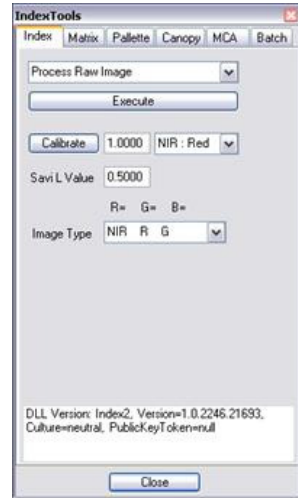 IndexTools
Index Matrix Pallette Canopy MCA Batch
Process Raw Image
Execute
Calibrate 1.0000 NIR : Red
Savi L Value 0.5000
R= G= B=
Image Type NIR R G
DLL Version: Index2, Version=1.0.2246.21693,
Culture=neutral, PublicKeyToken=null
Close